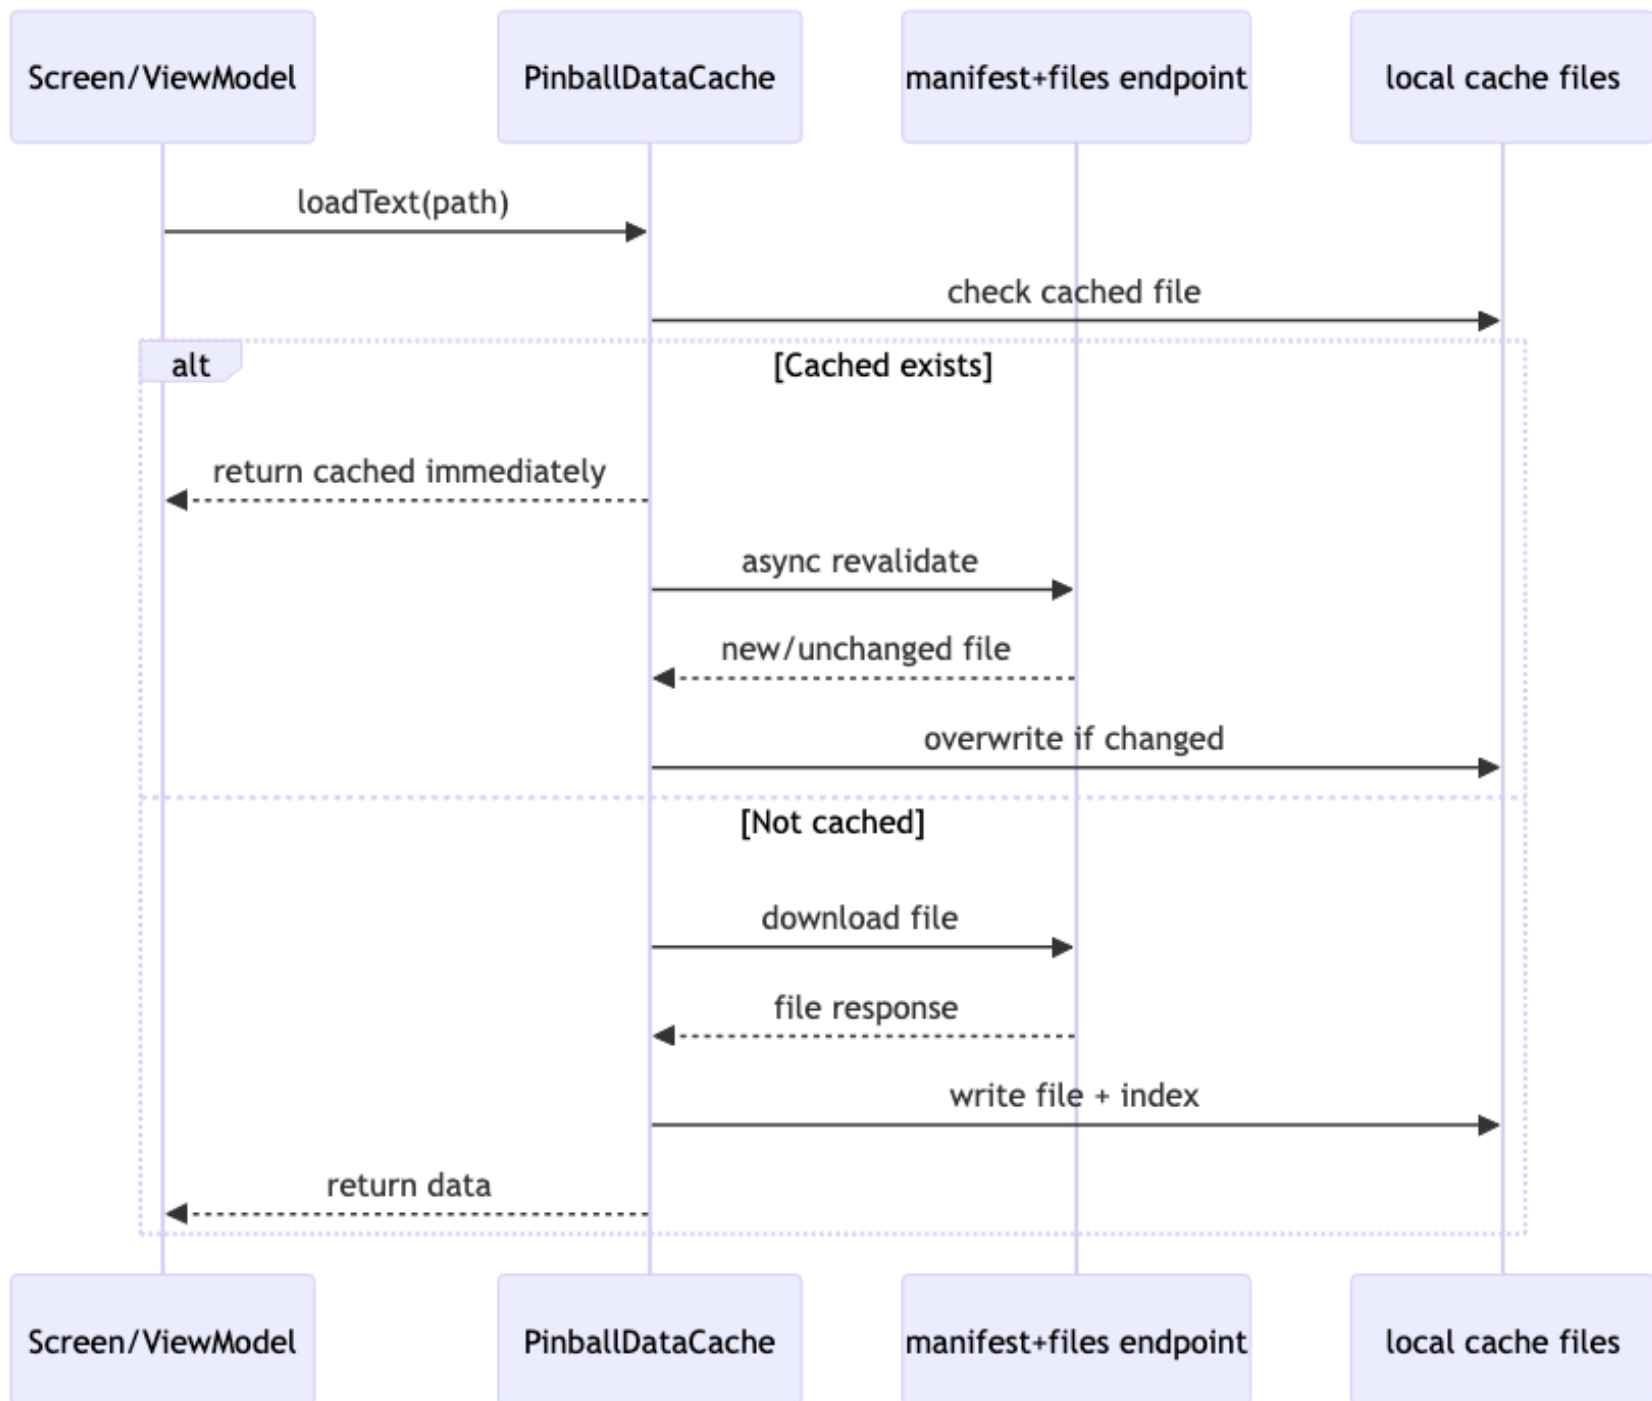 Screen/ViewModel
PinballDataCache
manifest+files endpoint
local cache files
loadText(path)
check cached file
alt
[Cached exists]
return cached immediately
async revalidate
new/unchanged file
overwrite if changed
[Not cached]
download file
file response
write file + index
return data
Screen/ViewModel
PinballDataCache
manifest+files endpoint
local cache files